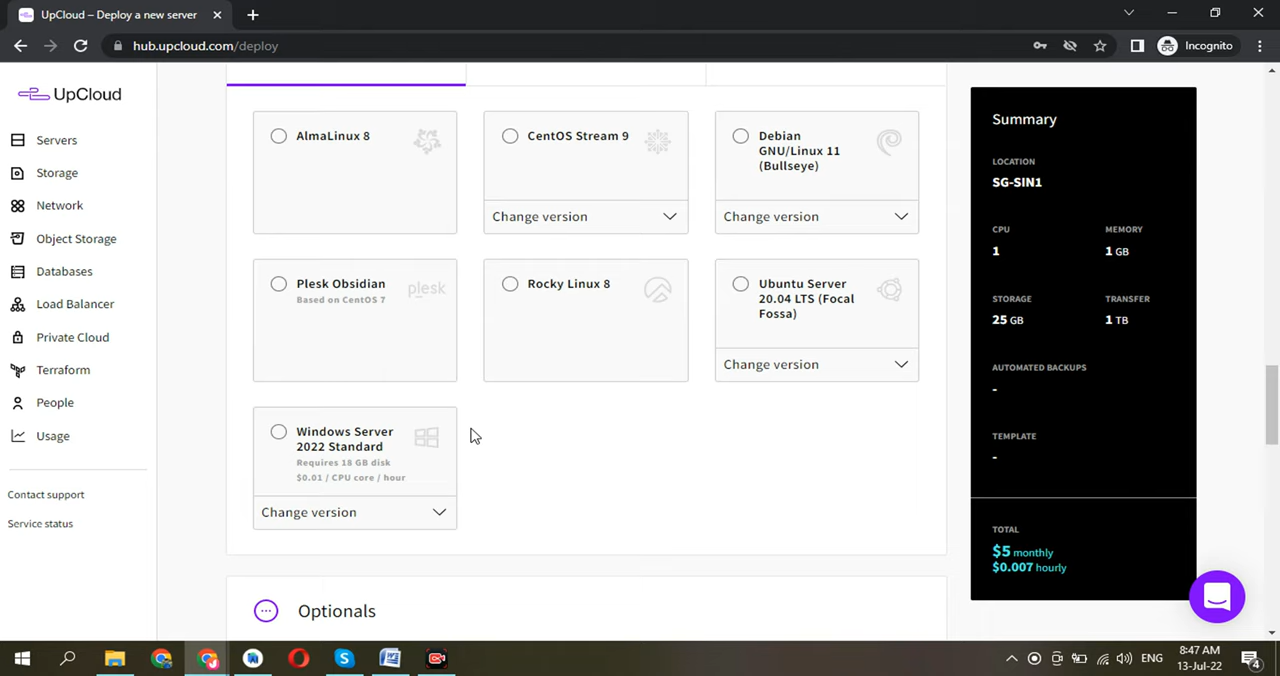 UpCloud – Deploy a new server
hub.upcloud.com/deploy
Incognito
UpCloud
Servers
Storage
Network
Object Storage
Databases
Load Balancer
Private Cloud
Terraform
People
Usage
Contact support
Service status
AlmaLinux 8
CentOS Stream 9
Change version
Debian
GNU/Linux 11
(Bullseye)
Change version
Plesk Obsidian
Based on CentOS 7
plesk
Rocky Linux 8
Ubuntu Server
20.04 LTS (Focal
Fossa)
Change version
Windows Server
2022 Standard
Requires 18 GB disk
$0.01 / CPU core / hour
Change version
Optionals
Summary
LOCATION
SG-SIN1
CPU
1
MEMORY
1 GB
STORAGE
25 GB
TRANSFER
1 TB
AUTOMATED BACKUPS
-
TEMPLATE
-
TOTAL
$5 monthly
$0.007 hourly
ENG
8:47 AM
13-Jul-22
4